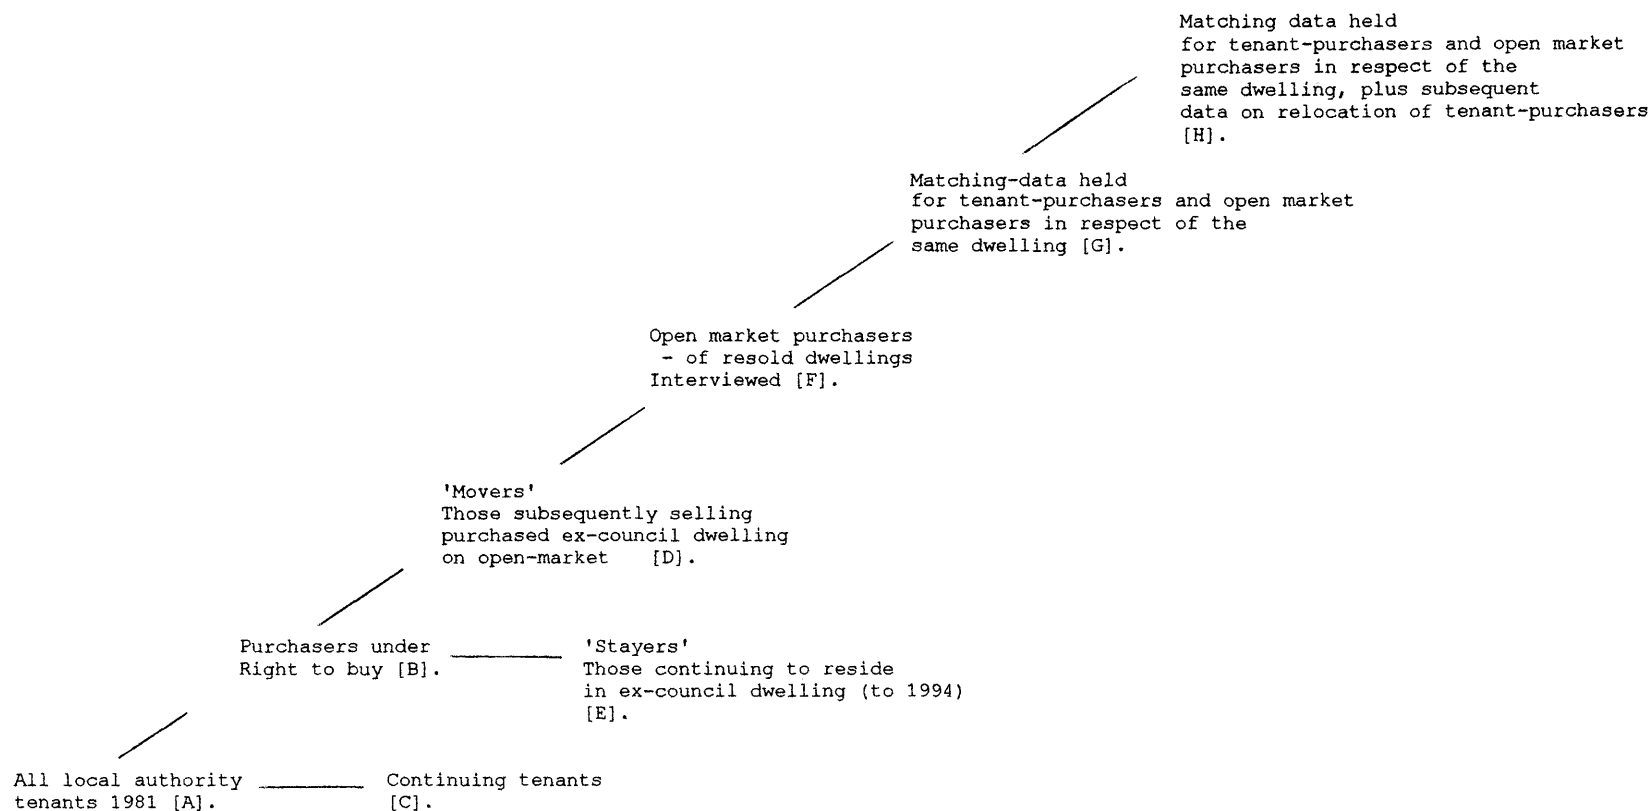 Matching data held
for tenant-purchasers and open market
purchasers in respect of the
same dwelling, plus subsequent
data on relocation of tenant-purchasers
[H].
Matching-data held
for tenant-purchasers and open market
purchasers in respect of the
same dwelling [G].
Open market purchasers
- of resold dwellings
Interviewed [F].
'Movers'
Those subsequently selling
purchased ex-council dwelling
on open-market [D].
Purchasers under
Right to buy [B].
'Stayers'
Those continuing to reside
in ex-council dwelling (to 1994)
[E].
All local authority
tenants 1981 [A].
Continuing tenants
[C].